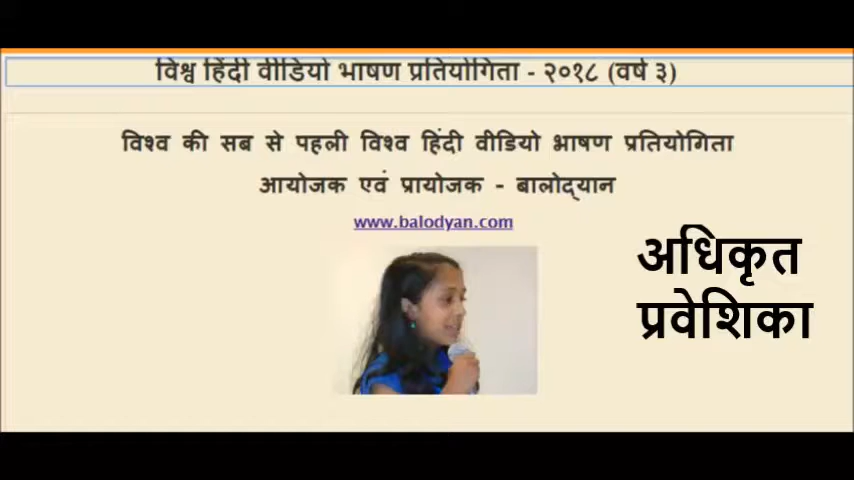 विश्व हिंदी वीडियो भाषण प्रतियोगिता - २०१८ (वर्ष ३)
विश्व की सब से पहली विश्व हिंदी वीडियो भाषण प्रतियोगिता
आयोजक एवं प्रायोजक - बालोद्यान
www.balodyan.com
अधिकृत
प्रवेशिका